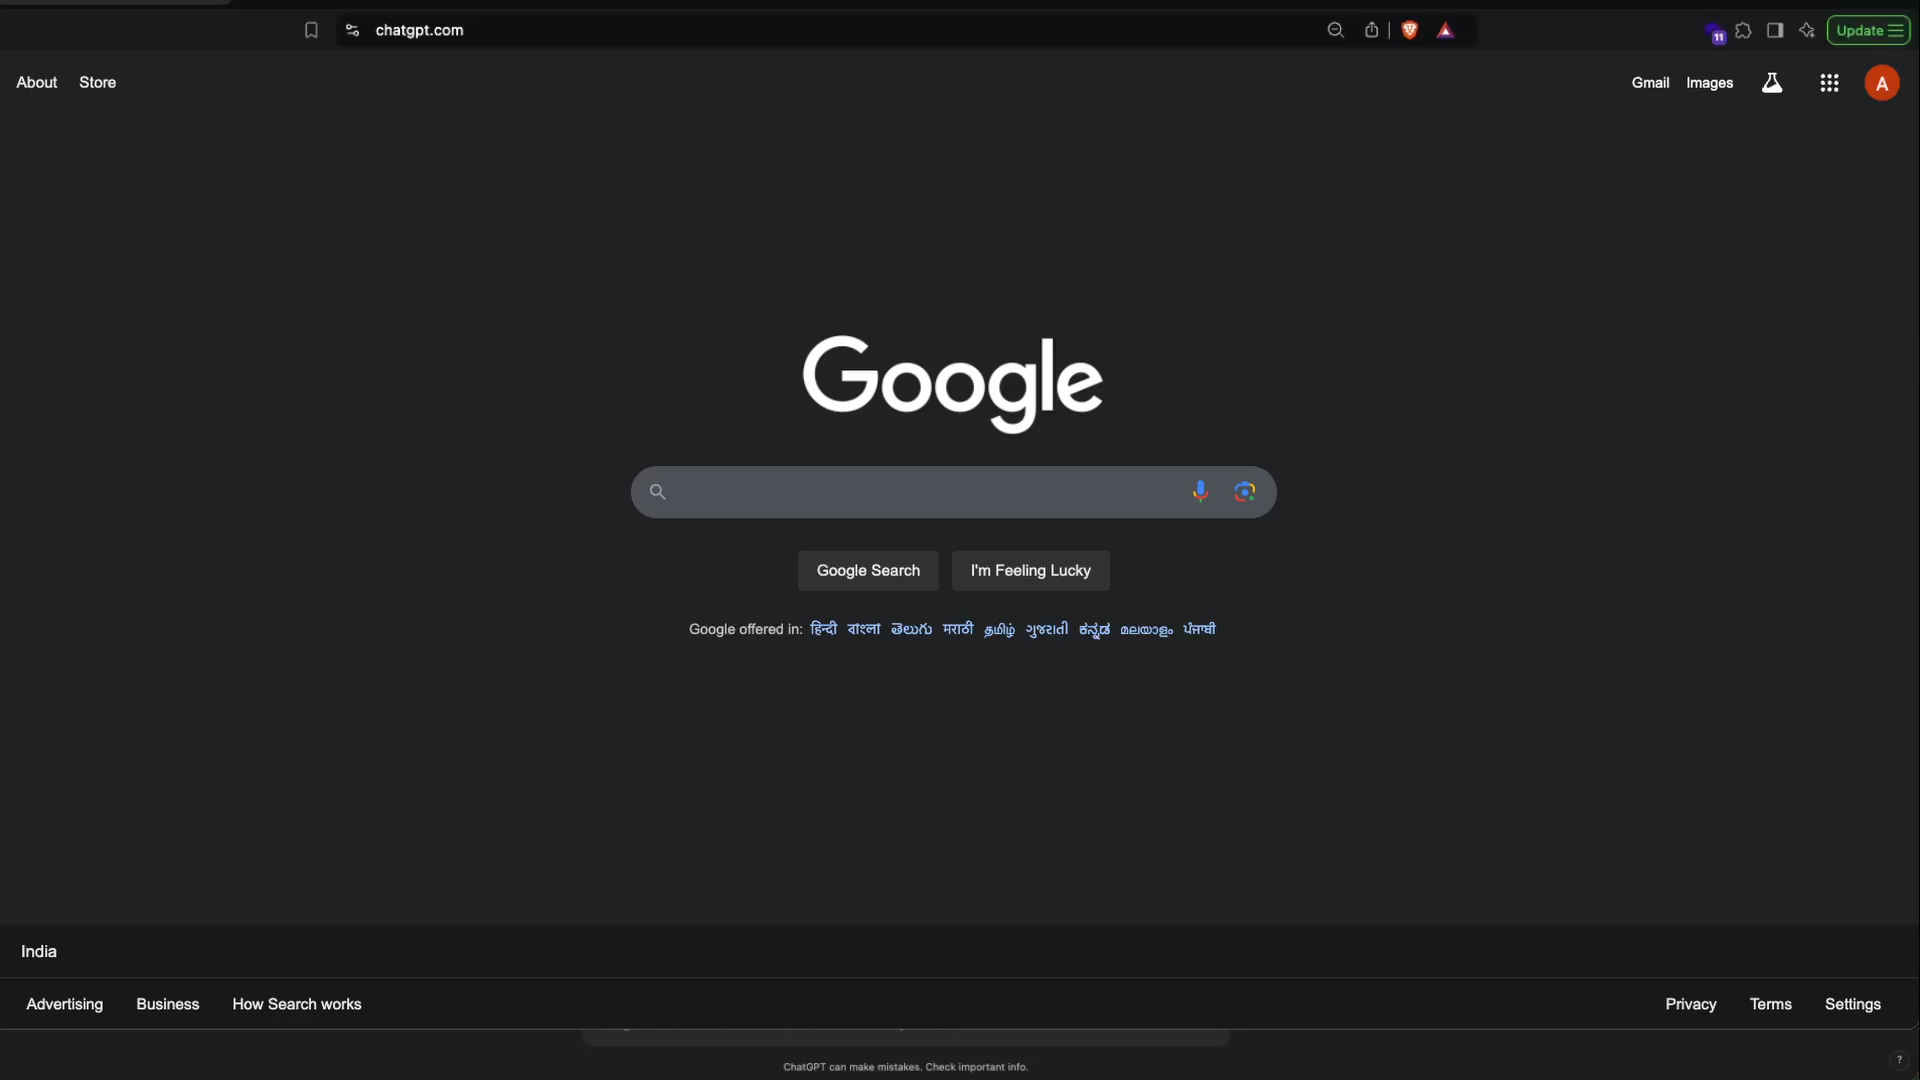 chatgpt.com
11
Update
About Store
Gmail Images
A
Google
Google Search I'm Feeling Lucky
Google offered in: हिन्दी বাংলা తెలుగు मराठी தமிழ் ગુજરાતી ಕನ್ನಡ മലയാളം ਪੰਜਾਬੀ
India
Advertising Business How Search works
Privacy Terms Settings
ChatGPT can make mistakes. Check important info.
?